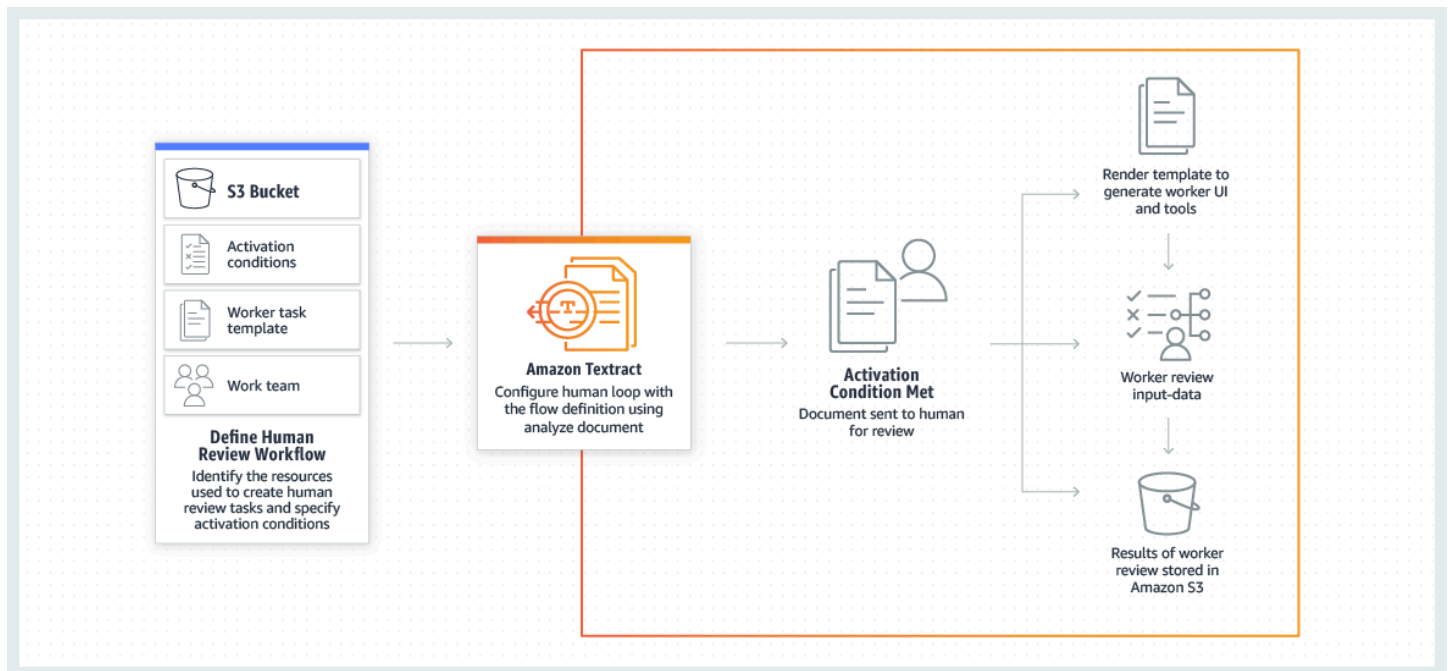 S3 Bucket
Activation
conditions
Worker task
template
Work team
Define Human
Review Workflow
Identify the resources
used to create human
review tasks and specify
activation conditions
T
Amazon Textract
Configure human loop with
the flow definition using
analyze document
Activation
Condition Met
Document sent to human
for review
Render template to
generate worker UI
and tools
Worker review
input-data
Results of worker
review stored in
Amazon S3